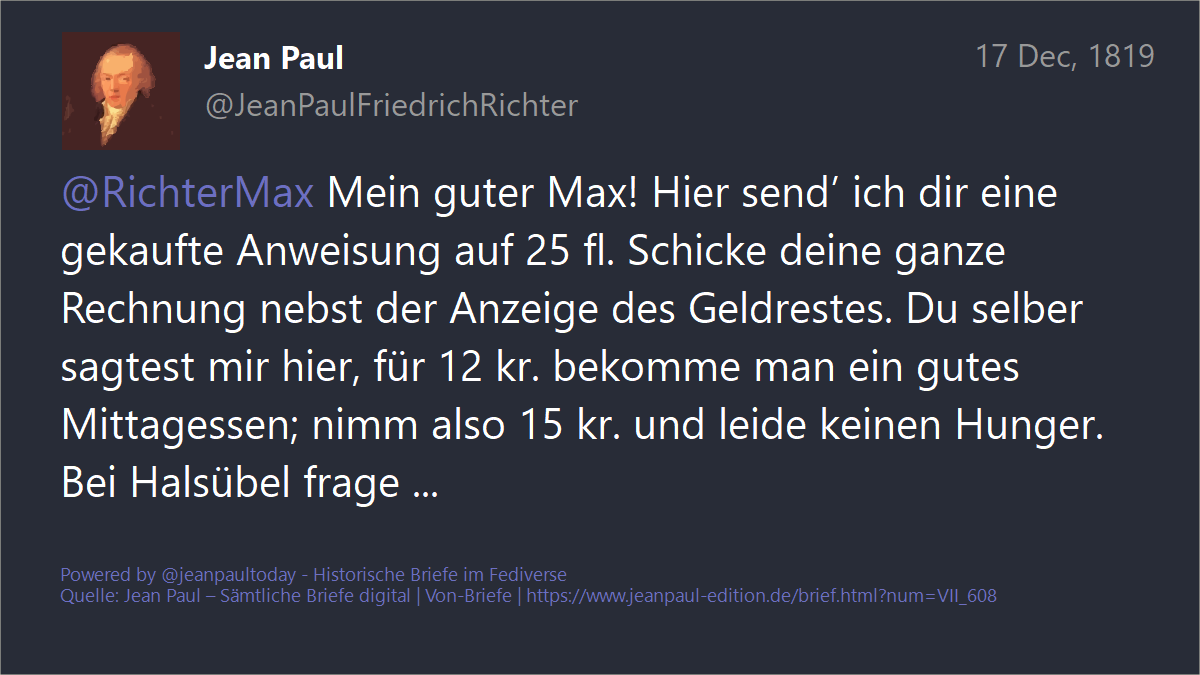 Jean Paul
17 Dec, 1819
@JeanPaulFriedrichRichter
@RichterMax Mein guter Max! Hier send’ ich dir eine
gekaufte Anweisung auf 25 fl. Schicke deine ganze
Rechnung nebst der Anzeige des Geldrestes. Du selber
sagtest mir hier, für 12 kr. bekomme man ein gutes
Mittagessen; nimm also 15 kr. und leide keinen Hunger.
Bei Halsübel frage ...
Powered by @jeanpaultoday - Historische Briefe im Fediverse
Quelle: Jean Paul – Sämtliche Briefe digital | Von-Briefe | https://www.jeanpaul-edition.de/brief.html?num=VII_608